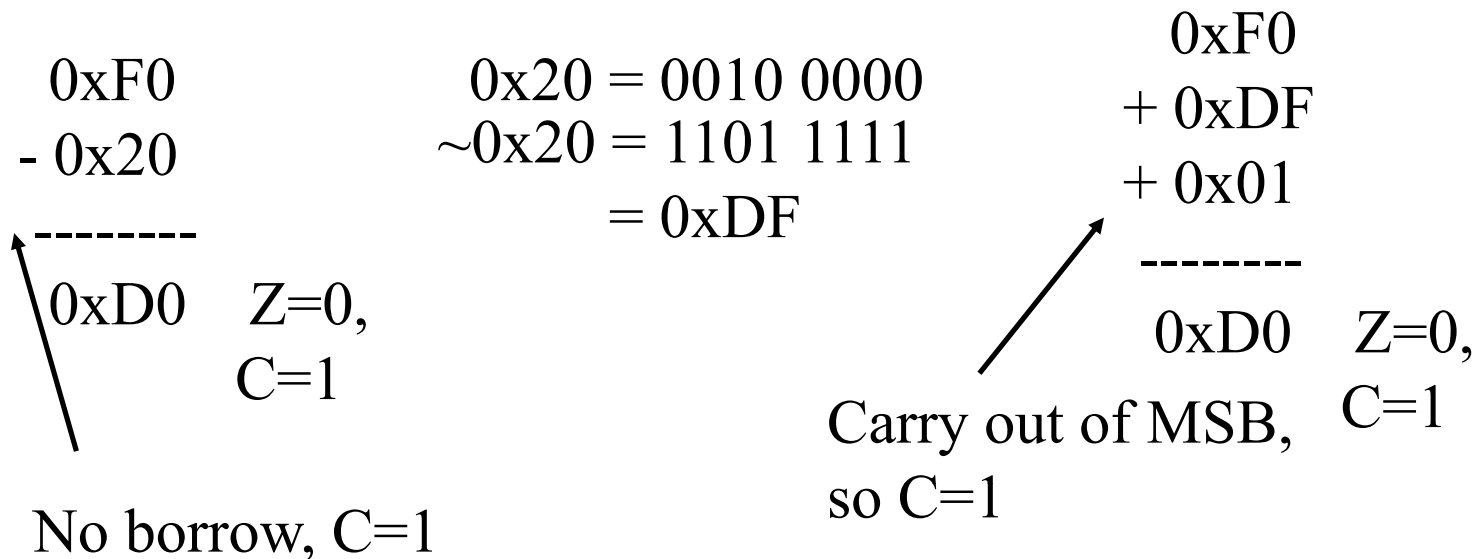 0xF0
- 0x20
--------
0xD0 Z=0,
C=1
No borrow, C=1
0x20 = 0010 0000
~0x20 = 1101 1111
= 0xDF
0xF0
+ 0xDF
+ 0x01
--------
0xD0 Z=0,
C=1
Carry out of MSB,
so C=1